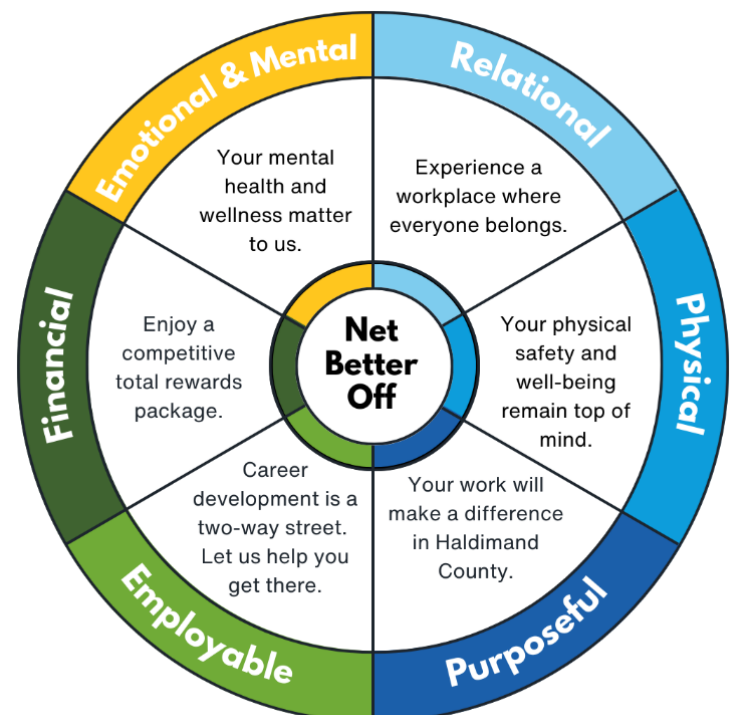 Emotional & Mental
Your mental
health and
wellness matter
to us.
Relational
Experience a
workplace where
everyone belongs.
Physical
Your physical
safety and
well-being
remain top of
mind.
Purposeful
Your work will
make a difference
in Haldimand
County.
Employable
Career
development is a
two-way street.
Let us help you
get there.
Financial
Enjoy a
competitive
total rewards
package.
Net
Better
Off